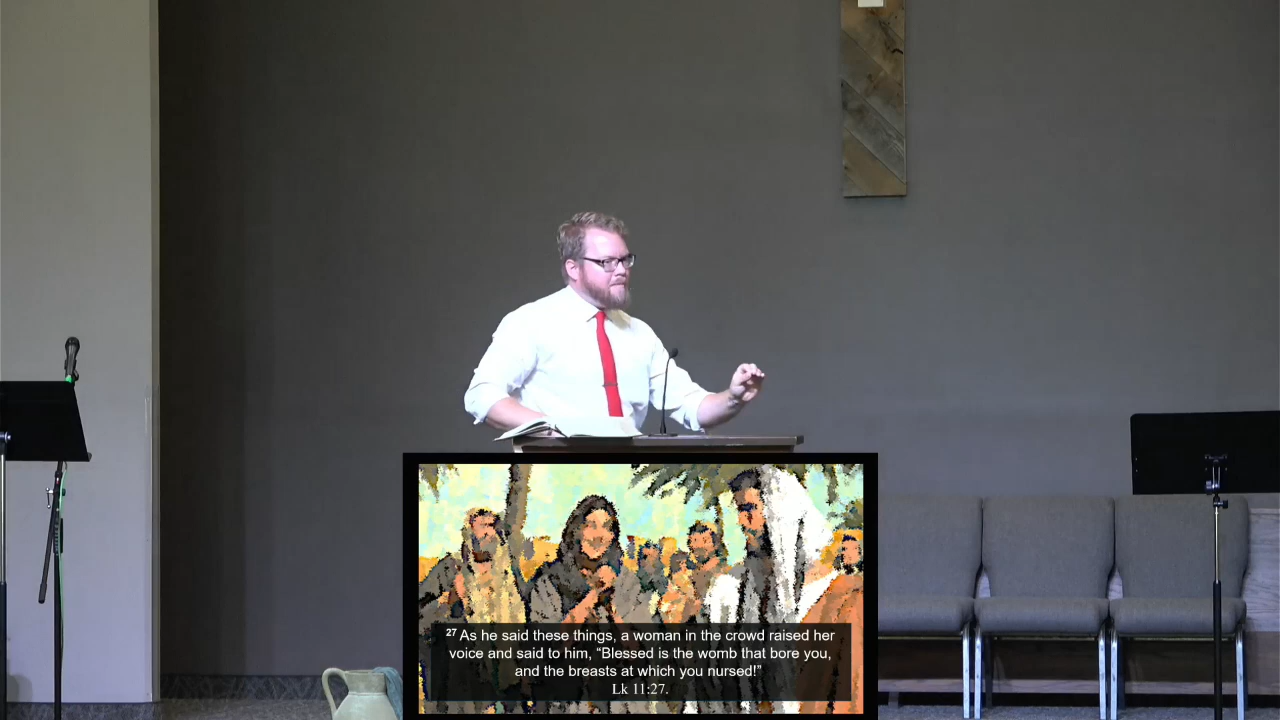 27 As he said these things, a woman in the crowd raised her
voice and said to him, “Blessed is the womb that bore you,
and the breasts at which you nursed!”
Lk 11:27.